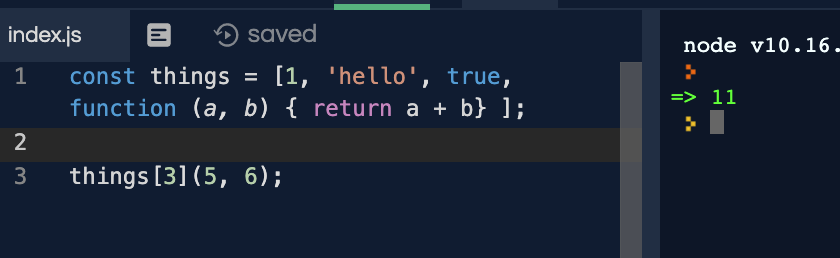 index.js
saved
1 const things = [1, 'hello', true,
function (a, b) { return a + b} ];
2
3 things[3](5, 6);
node v10.16.
=> 11